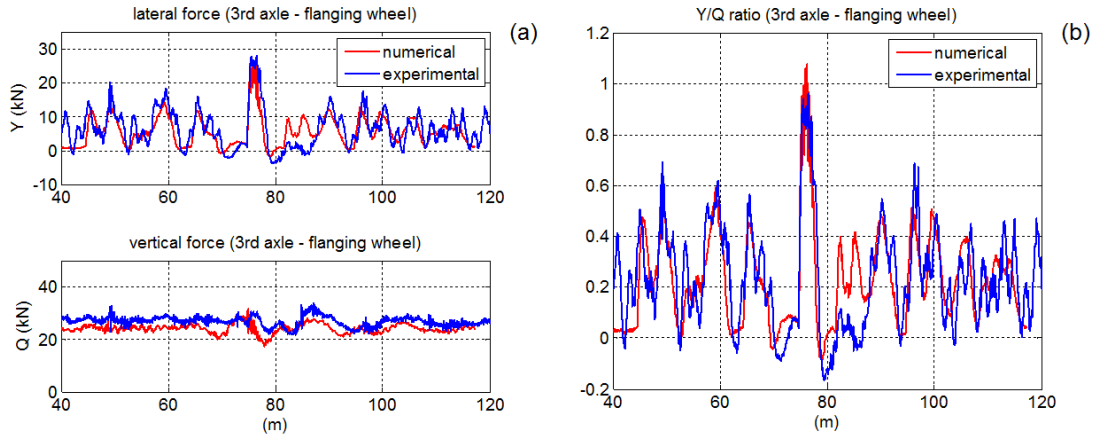 lateral force (3rd axle - flanging wheel)
(a)
Y (kN)
30
20
10
0
-10
numerical
experimental
40
60
80
100
120
vertical force (3rd axle - flanging wheel)
Q (kN)
40
20
0
40
60
80
100
120
(m)
Y/Q ratio (3rd axle - flanging wheel)
(b)
1.2
1
0.8
0.6
0.4
0.2
0
-0.2
numerical
experimental
40
60
80
100
120
(m)